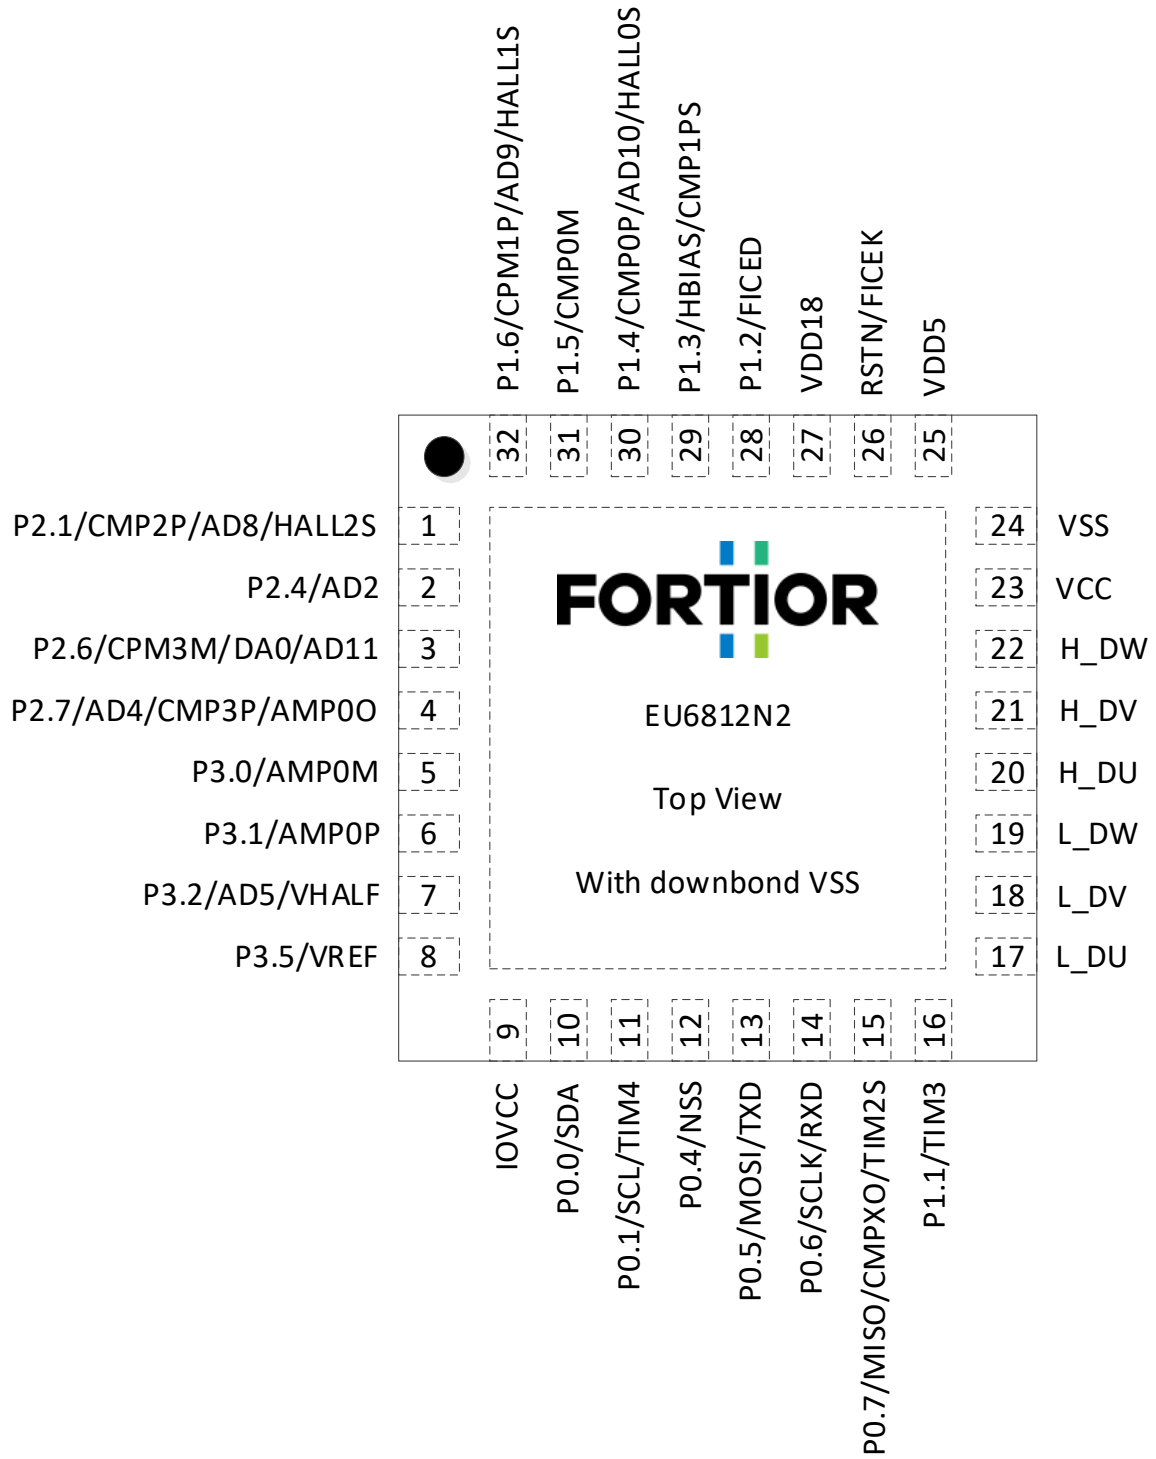 P1.6/CPM1P/AD9/HALL1S
P1.5/CMP0M
P1.4/CMP0P/AD10/HALL0S
P1.3/HBIAS/CMP1PS
P1.2/FICED
VDD18
RSTN/FICEK
VDD5
32 31 30 29 28 27 26 25
P2.1/CMP2P/AD8/HALL2S 1
P2.4/AD2 2
P2.6/CPM3M/DA0/AD11 3
P2.7/AD4/CMP3P/AMP0O 4
P3.0/AMP0M 5
P3.1/AMP0P 6
P3.2/AD5/VHALF 7
P3.5/VREF 8
FORTIOR
EU6812N2
Top View
With downbond VSS
24 VSS
23 VCC
22 H_DW
21 H_DV
20 H_DU
19 L_DW
18 L_DV
17 L_DU
9 10 11 12 13 14 15 16
IOVCC
P0.0/SDA
P0.1/SCL/TIM4
P0.4/NSS
P0.5/MOSI/TXD
P0.6/SCLK/RXD
P0.7/MISO/CMPXO/TIM2S
P1.1/TIM3